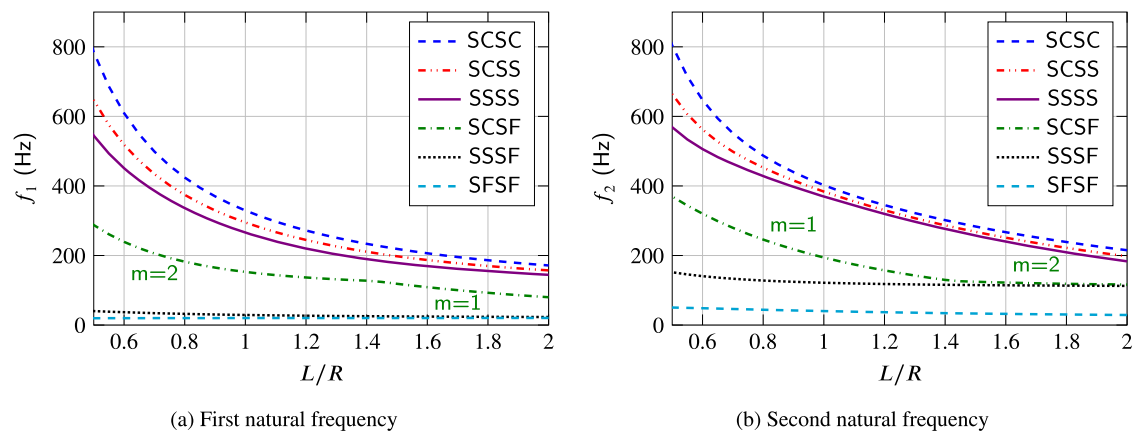 800
600
400
200
0
f₁ (Hz)
0.6 0.8 1 1.2 1.4 1.6 1.8 2
L/R
SCSC
SCSS
SSSS
SCSF
SSSF
SFSF
m=2
m=1
(a) First natural frequency
800
600
400
200
0
f₂ (Hz)
0.6 0.8 1 1.2 1.4 1.6 1.8 2
L/R
SCSC
SCSS
SSSS
SCSF
SSSF
SFSF
m=1
m=2
(b) Second natural frequency